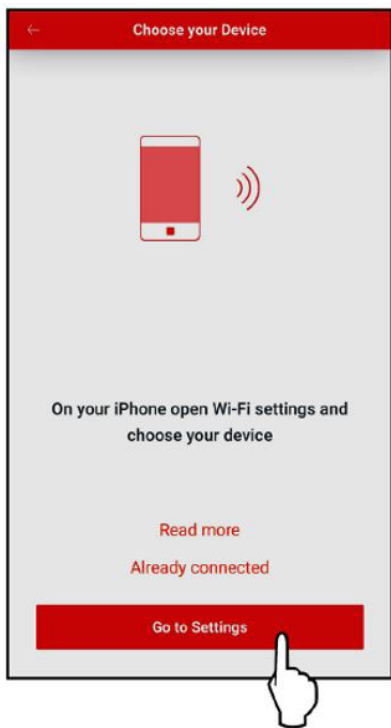 Choose your Device
On your iPhone open Wi-Fi settings and
choose your device
Read more
Already connected
Go to Settings